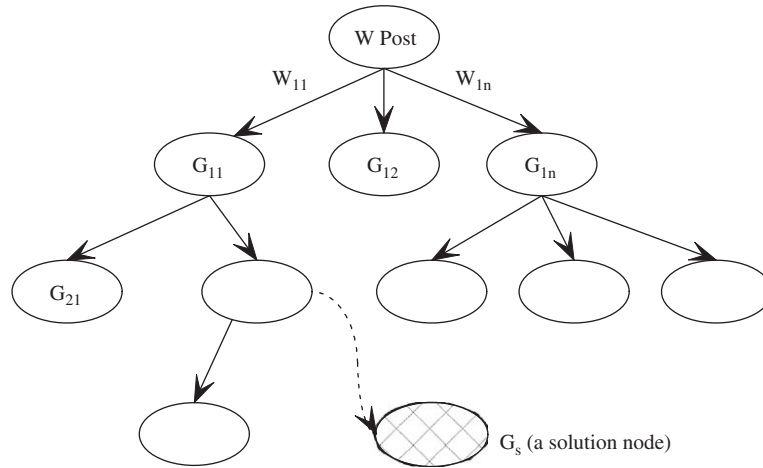 W Post
W₁₁ W₁ₙ
G₁₁ G₁₂ G₁ₙ
G₂₁
Gₛ (a solution node)